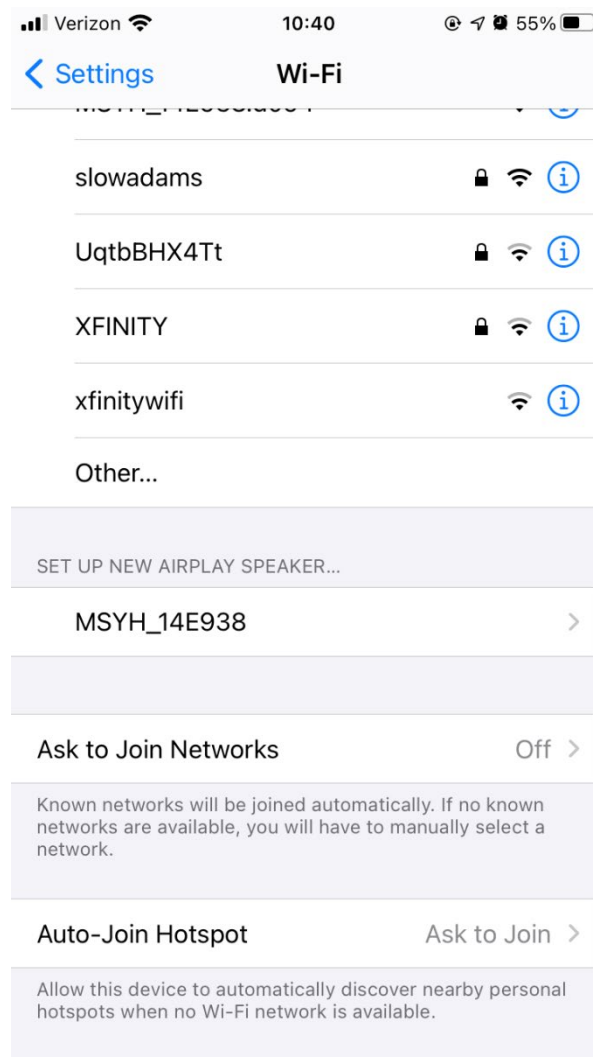 Verizon 10:40 55%
Settings Wi-Fi
slowadams
UqtbBHX4Tt
XFINITY
xfinitywifi
Other...
SET UP NEW AIRPLAY SPEAKER...
MSYH_14E938
Ask to Join Networks Off
Known networks will be joined automatically. If no known
networks are available, you will have to manually select a
network.
Auto-Join Hotspot Ask to Join
Allow this device to automatically discover nearby personal
hotspots when no Wi-Fi network is available.